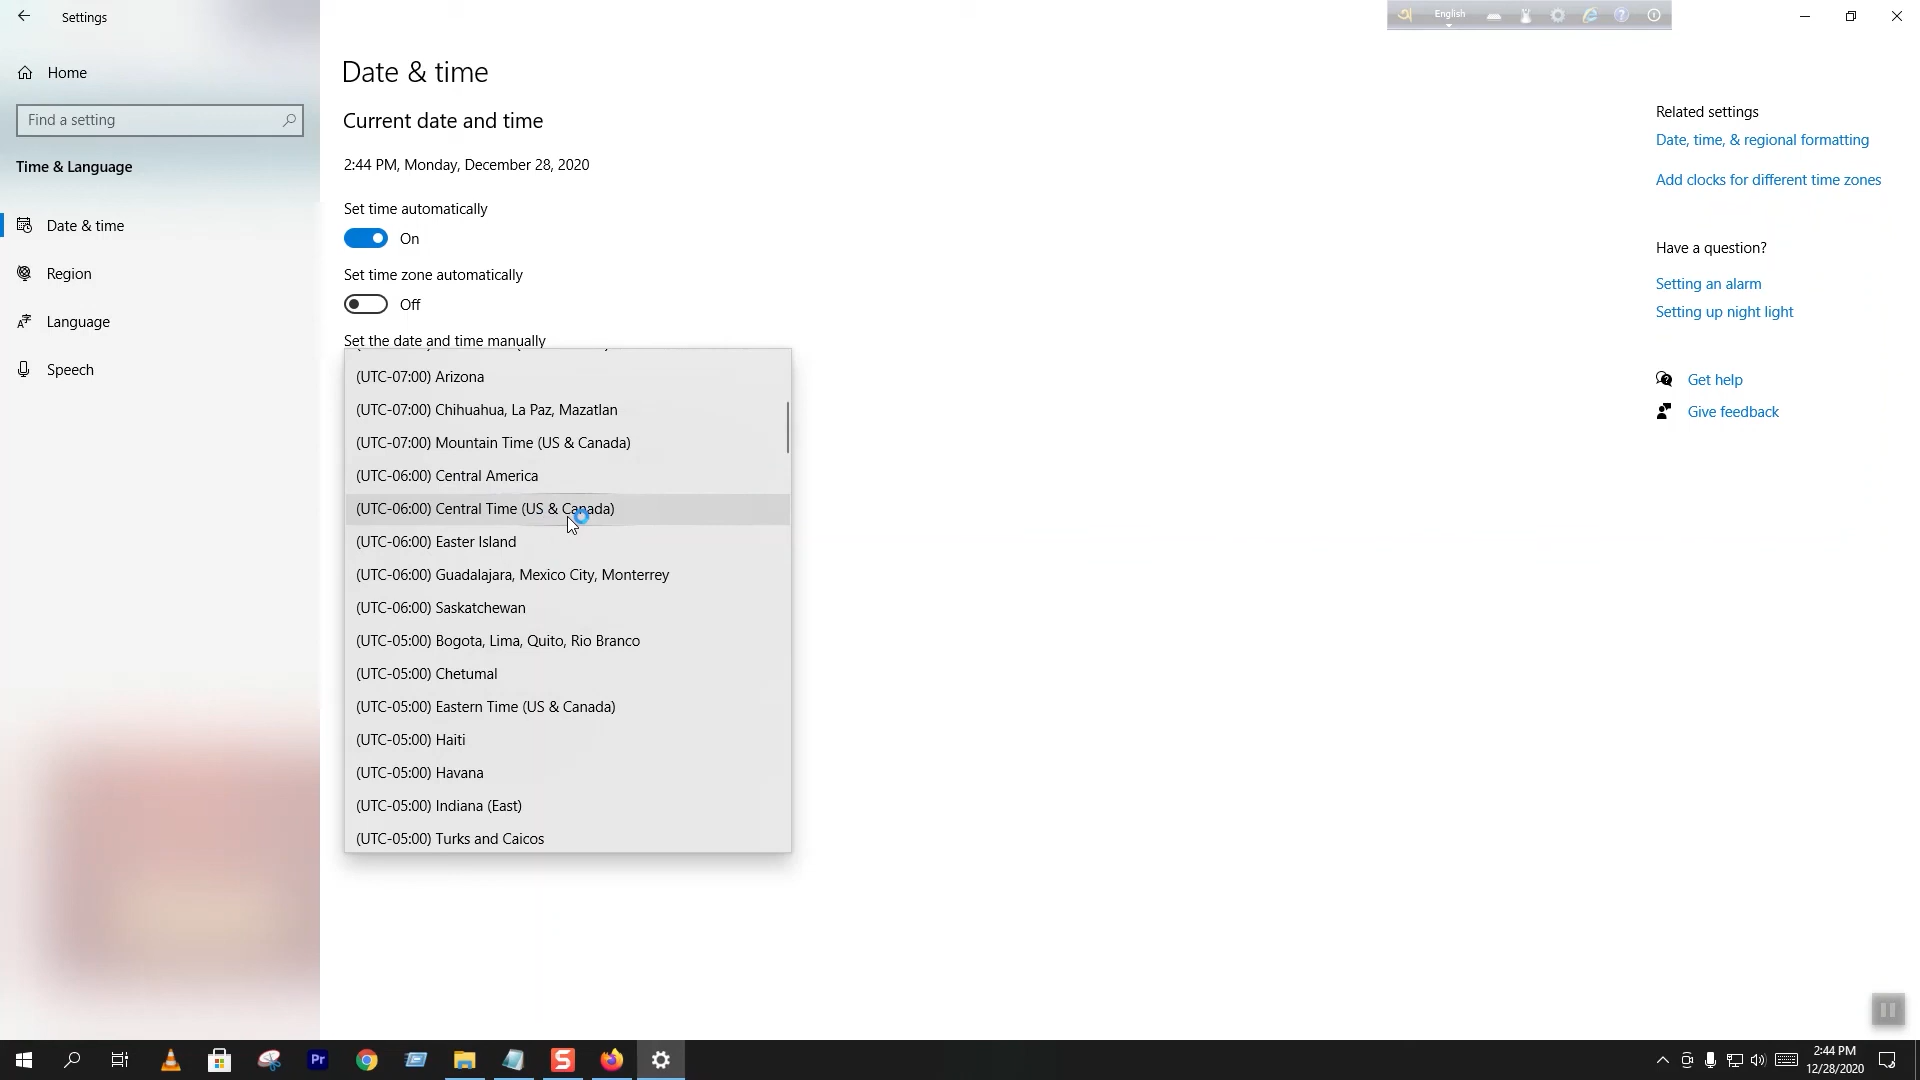 Settings
English
Home
Find a setting
Time & Language
Date & time
Region
Language
Speech
Date & time
Current date and time
2:44 PM, Monday, December 28, 2020
Set time automatically
On
Set time zone automatically
Off
Set the date and time manually
(UTC-07:00) Arizona
(UTC-07:00) Chihuahua, La Paz, Mazatlan
(UTC-07:00) Mountain Time (US & Canada)
(UTC-06:00) Central America
(UTC-06:00) Central Time (US & Canada)
(UTC-06:00) Easter Island
(UTC-06:00) Guadalajara, Mexico City, Monterrey
(UTC-06:00) Saskatchewan
(UTC-05:00) Bogota, Lima, Quito, Rio Branco
(UTC-05:00) Chetumal
(UTC-05:00) Eastern Time (US & Canada)
(UTC-05:00) Haiti
(UTC-05:00) Havana
(UTC-05:00) Indiana (East)
(UTC-05:00) Turks and Caicos
Related settings
Date, time, & regional formatting
Add clocks for different time zones
Have a question?
Setting an alarm
Setting up night light
Get help
Give feedback
Pr
2:44 PM
12/28/2020